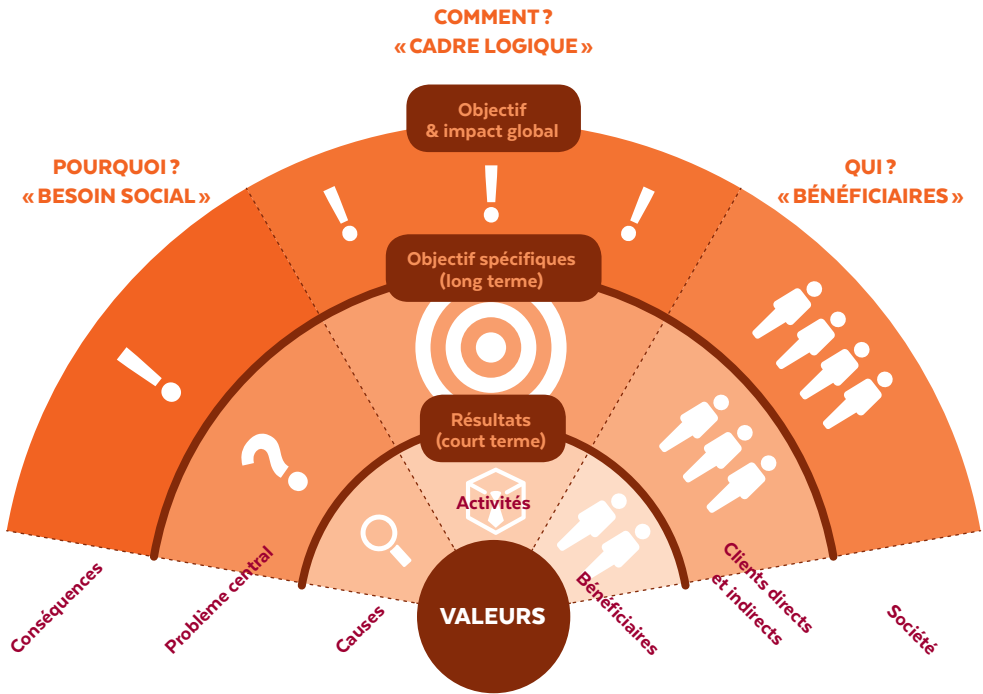 COMMENT ?
« CADRE LOGIQUE »
Objectif
& impact global
POURQUOI ?
« BESOIN SOCIAL »
QUI ?
« BÉNÉFICIAIRES »
Objectif spécifiques
(long terme)
Résultats
(court terme)
Activités
Conséquences
Problème central
Causes
VALEURS
Bénéficiaires
Clients directs
et indirects
Société